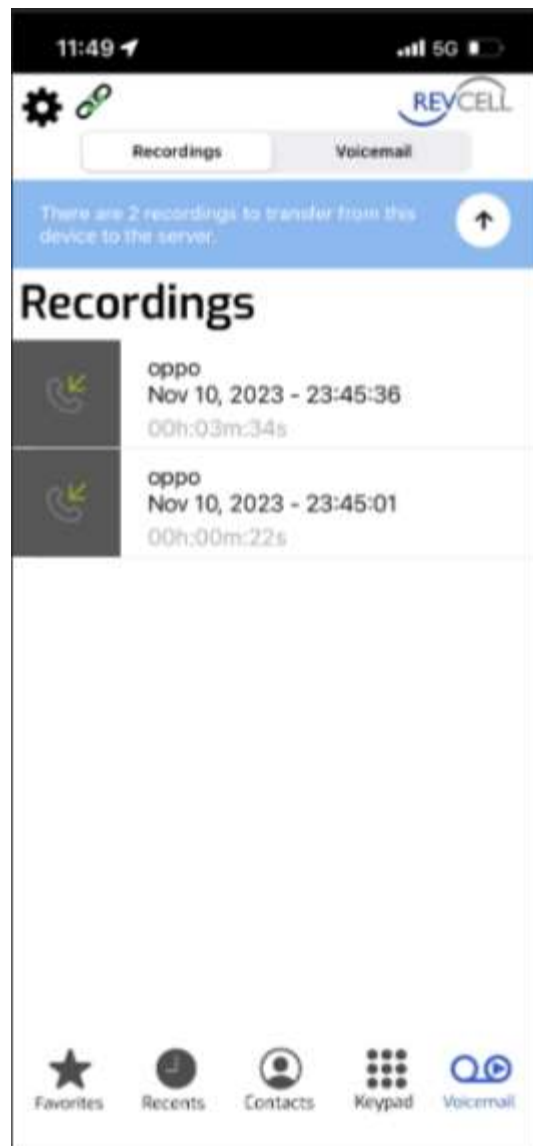 11:49
5G
REVCELL
Recordings Voicemail
There are 2 recordings to transfer from this
device to the server.
Recordings
oppo
Nov 10, 2023 - 23:45:36
00h:03m:34s
oppo
Nov 10, 2023 - 23:45:01
00h:00m:22s
Favorites Recents Contacts Keypad Voicemail